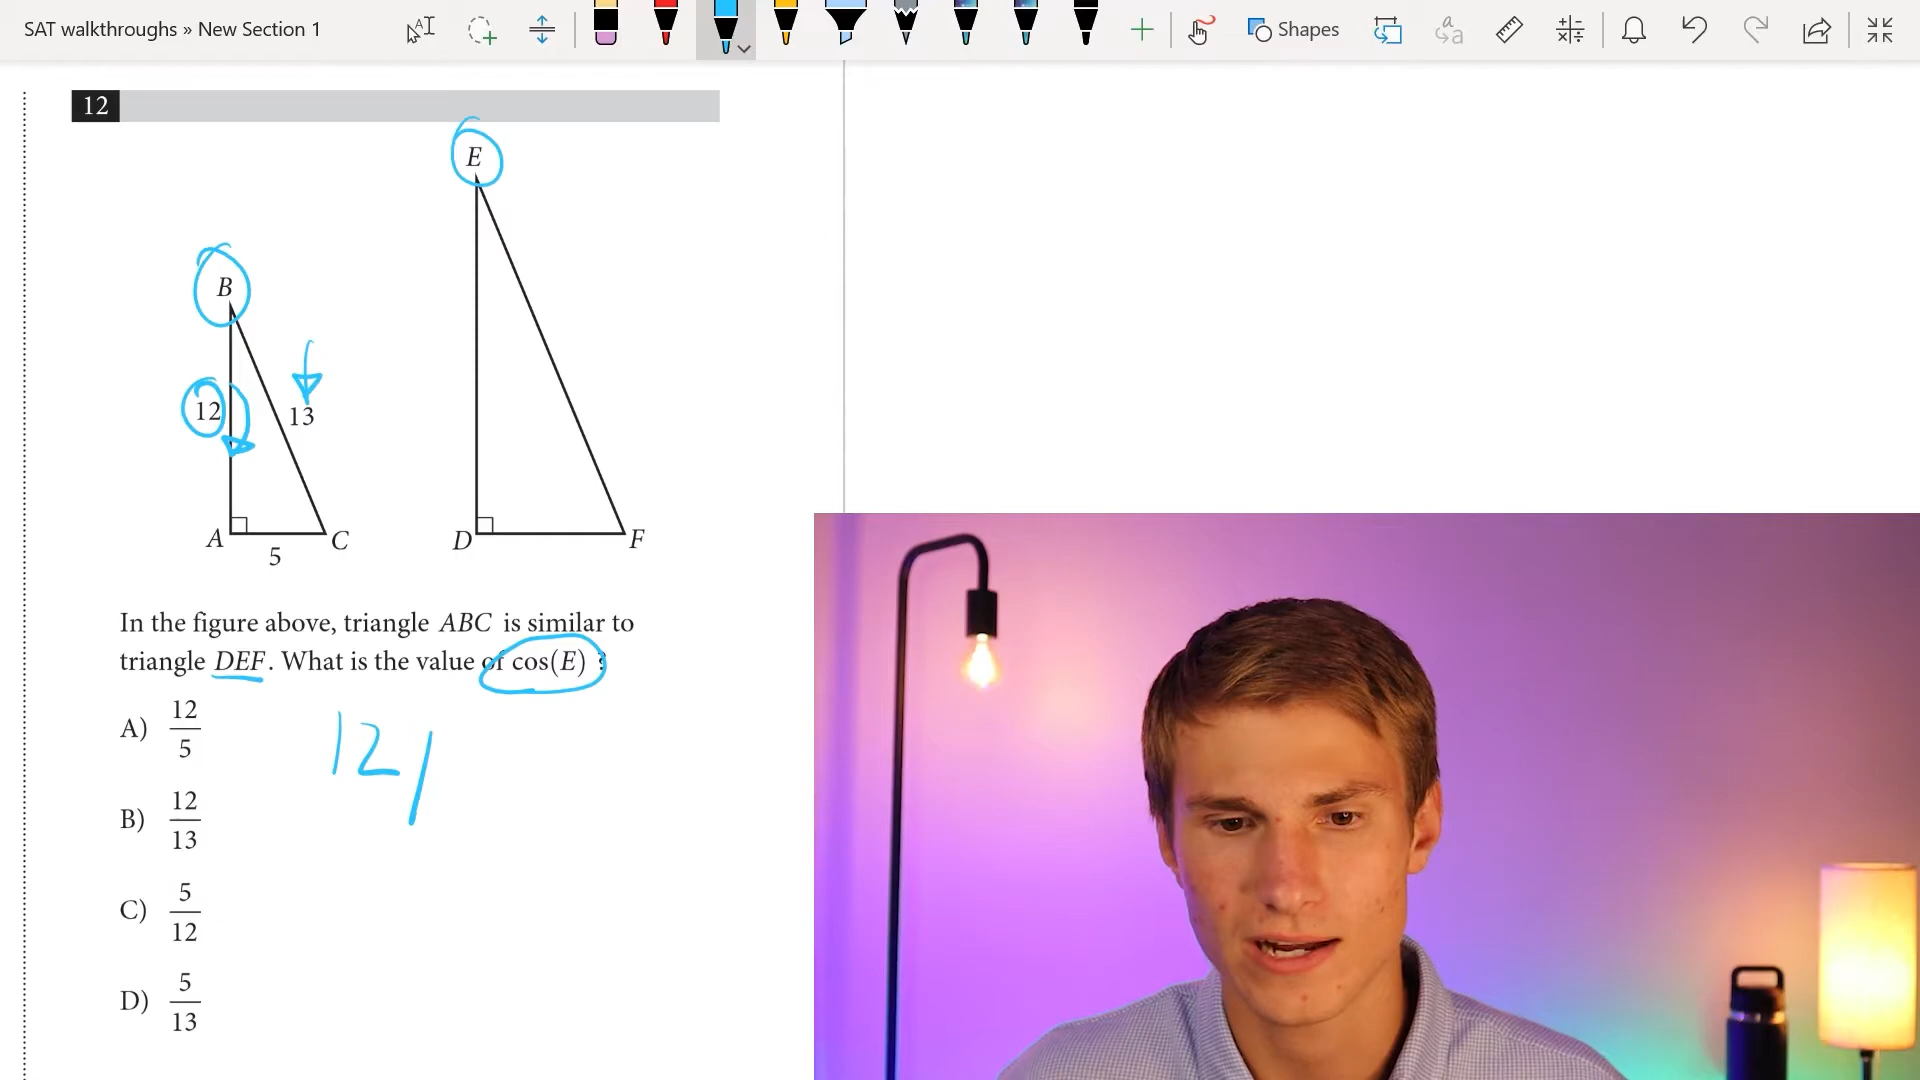 SAT walkthroughs » New Section 1
Shapes
12
E
B
12
13
A
C
5
D
F
In the figure above, triangle ABC is similar to
triangle DEF. What is the value of cos(E) ?
A) 12/5
12/
B) 12/13
C) 5/12
D) 5/13